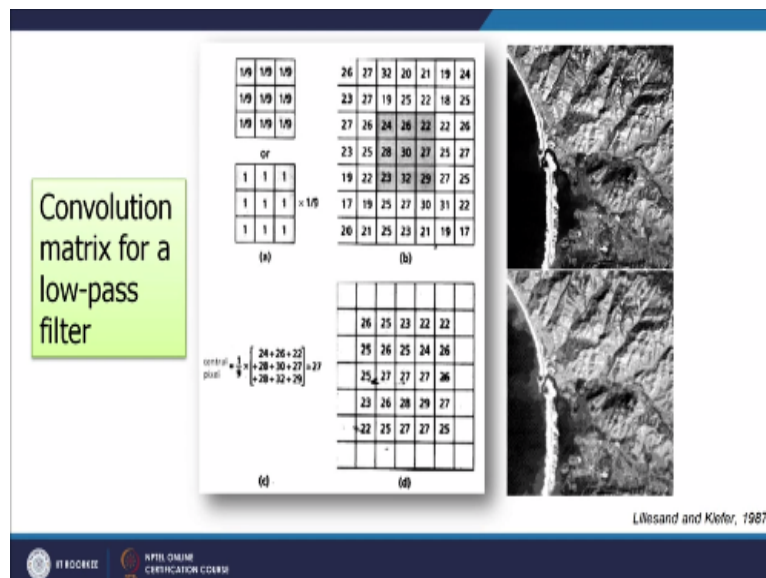 Convolution
matrix for a
low-pass
filter
1/9 1/9 1/9
1/9 1/9 1/9
1/9 1/9 1/9
or
1 1 1
1 1 1 × 1/9
1 1 1
(a)
26 27 32 20 21 19 24
23 27 19 25 22 18 25
27 26 24 26 22 22 26
23 25 28 30 27 25 27
19 22 23 32 29 27 25
17 19 25 27 30 31 22
20 21 25 23 21 19 17
(b)
24+26+22
central pixel = 1/9 × +28+30+27 = 27
+28+32+29
(c)
26 25 23 22 22
25 26 25 24 26
25 27 27 27 26
23 26 28 29 27
22 25 27 27 25
(d)
Lillesand and Kiefer, 1987
IIT ROORKEE
NPTEL ONLINE
CERTIFICATION COURSE